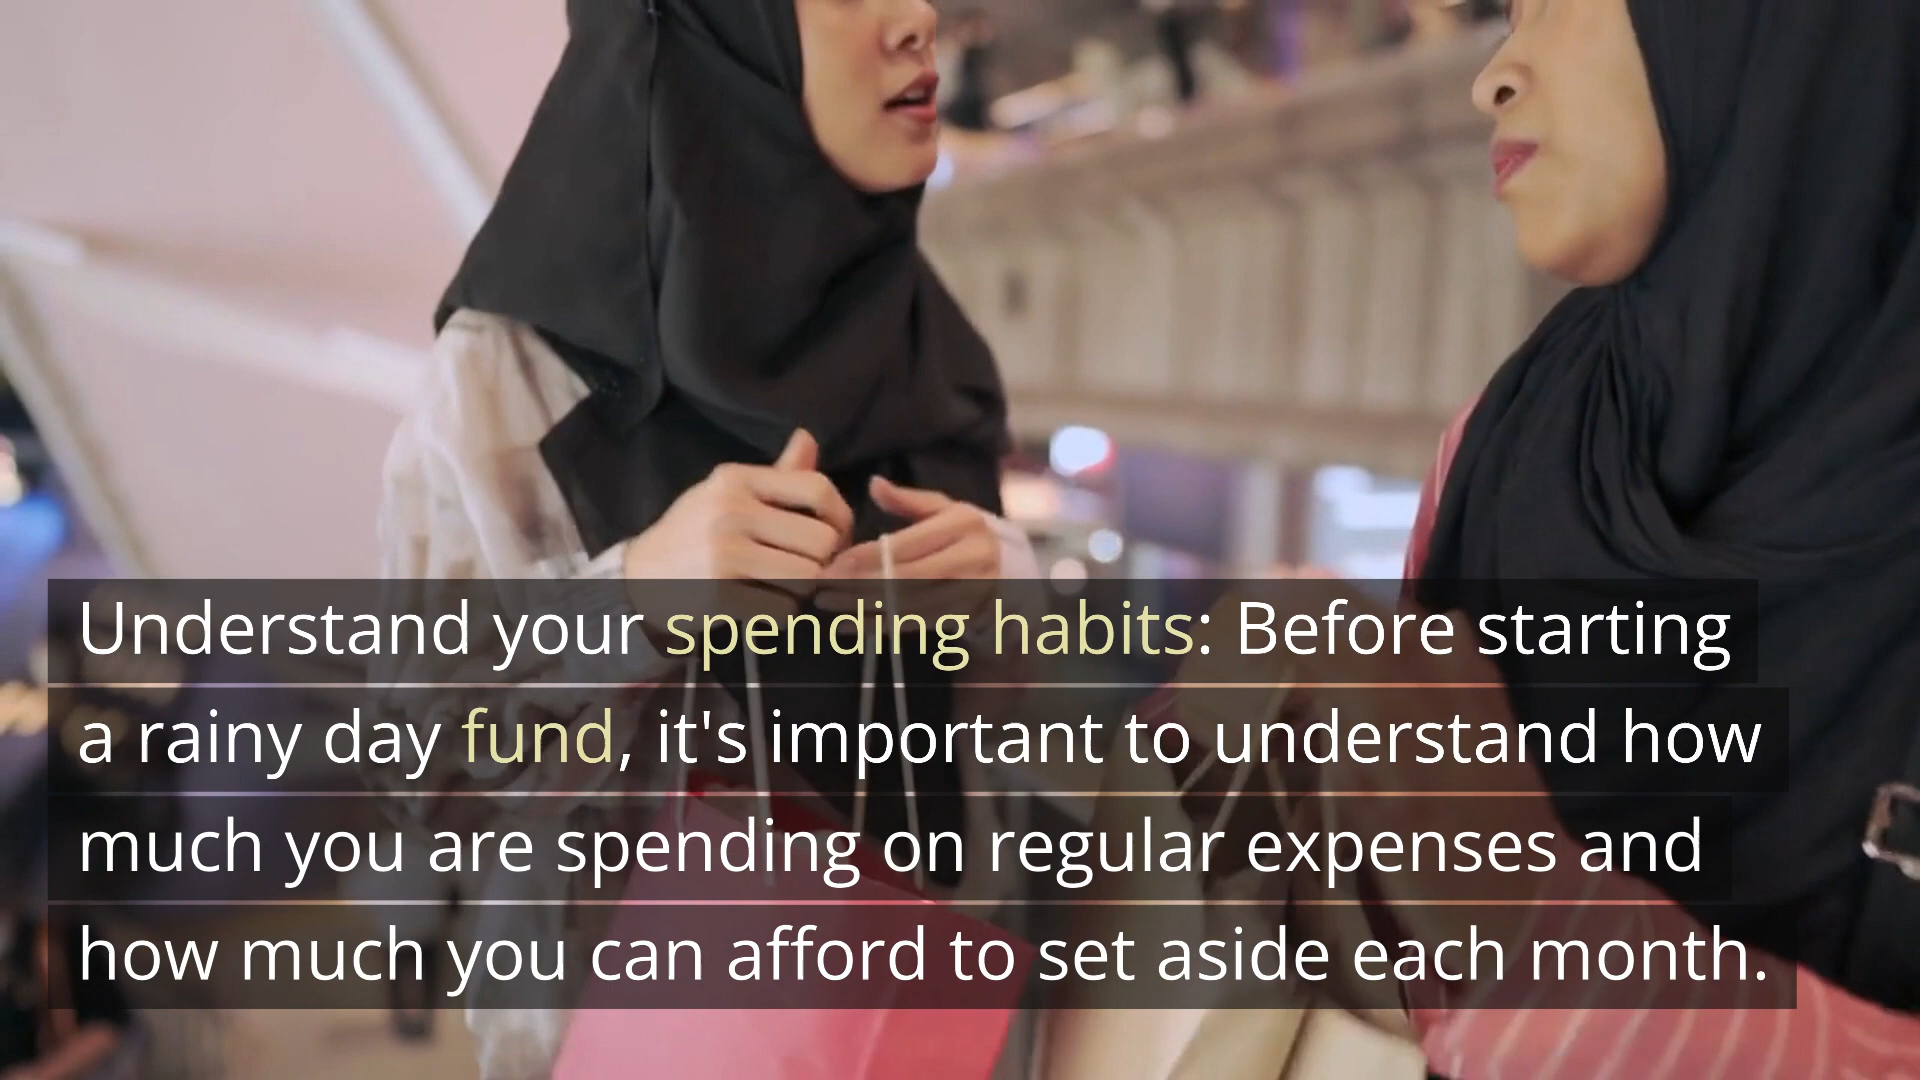 Understand your spending habits: Before starting
a rainy day fund, it's important to understand how
much you are spending on regular expenses and
how much you can afford to set aside each month.